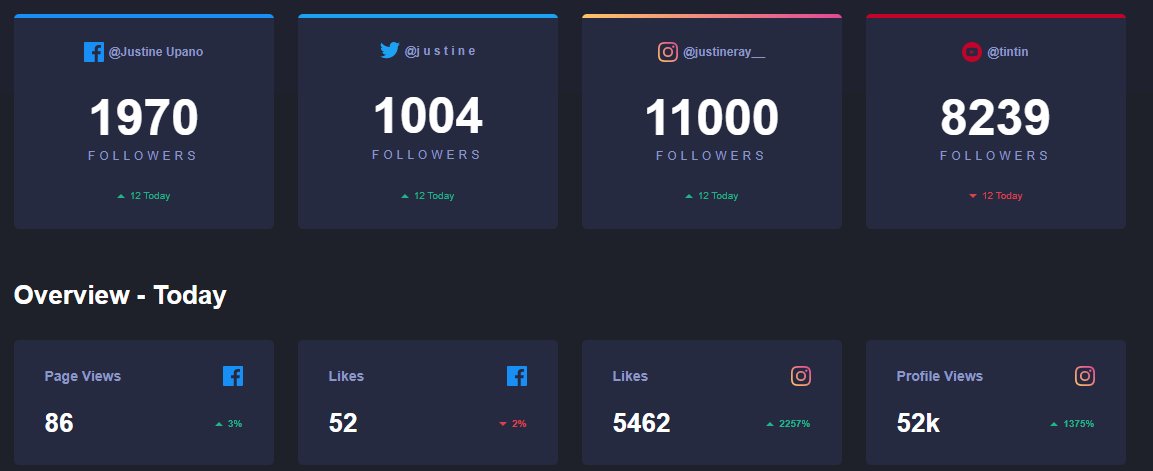 @Justine Upano
1970
FOLLOWERS
12 Today
@j u s t i n e
1004
FOLLOWERS
12 Today
@justineray__
11000
FOLLOWERS
12 Today
@tintin
8239
FOLLOWERS
12 Today
Overview - Today
Page Views
86
3%
Likes
52
2%
Likes
5462
2257%
Profile Views
52k
1375%